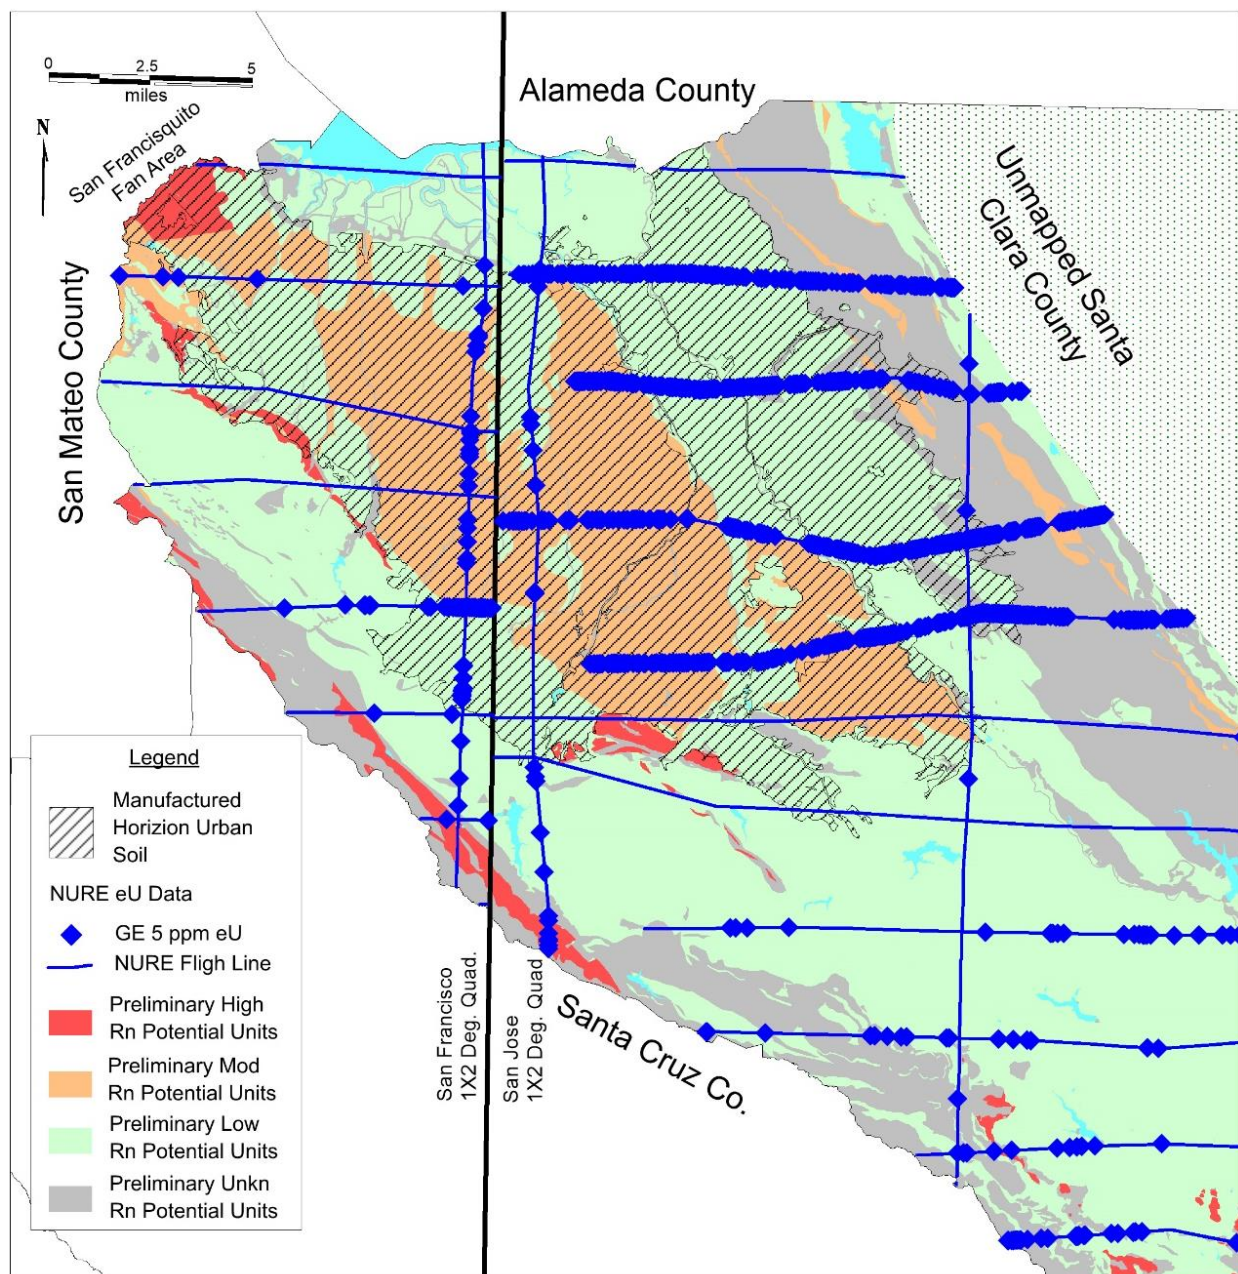 0 2.5 5
miles
N
Alameda County
San Francisquito
Fan Area
Unmapped Santa
Clara County
San Mateo County
Legend
Manufactured
Horizion Urban
Soil
NURE eU Data
GE 5 ppm eU
NURE Fligh Line
Preliminary High
Rn Potential Units
Preliminary Mod
Rn Potential Units
Preliminary Low
Rn Potential Units
Preliminary Unkn
Rn Potential Units
San Francisco
1X2 Deg. Quad.
San Jose
1X2 Deg. Quad
Santa Cruz Co.